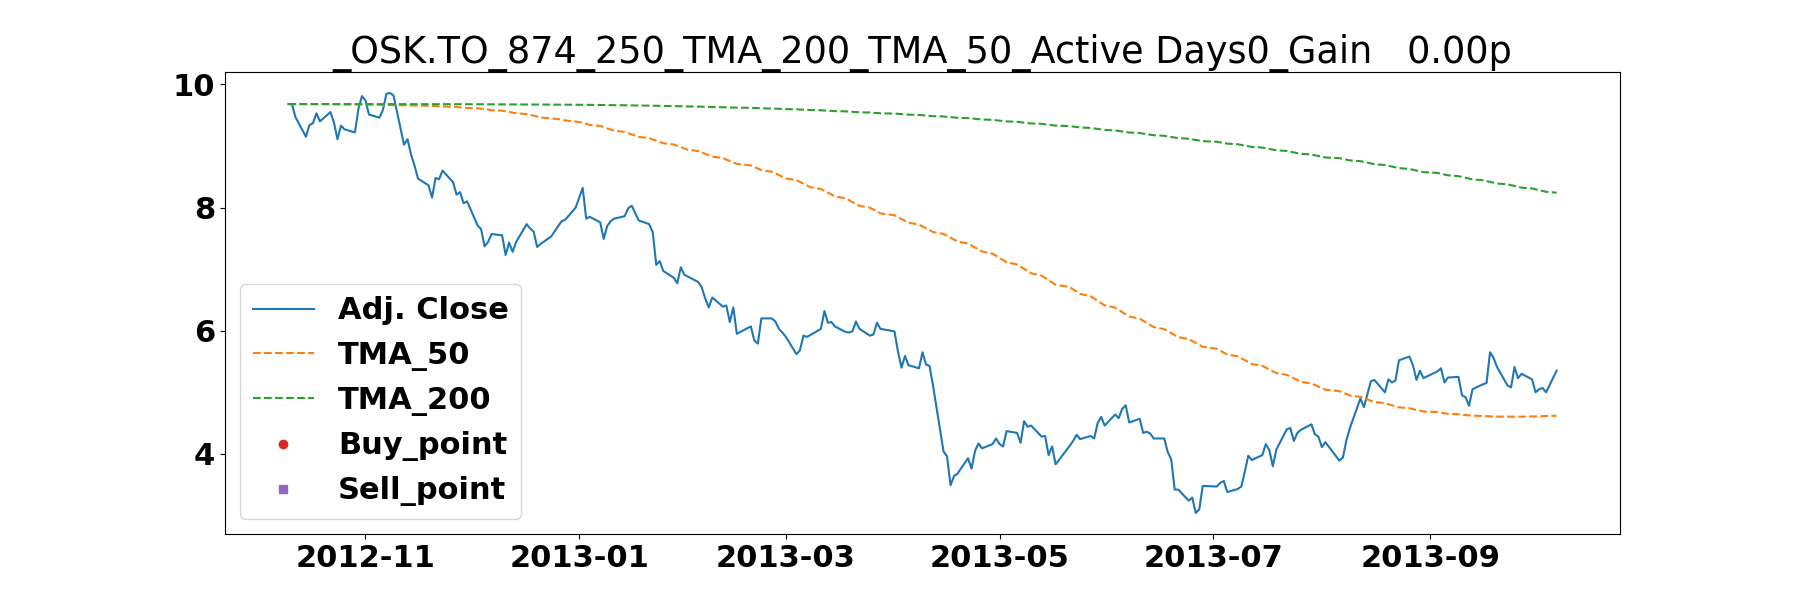 _OSK.TO_874_250_TMA_200_TMA_50_Active Days0_Gain   0.00p
10
8
6
4
Adj. Close
TMA_50
TMA_200
Buy_point
Sell_point
2012-11 2013-01 2013-03 2013-05 2013-07 2013-09